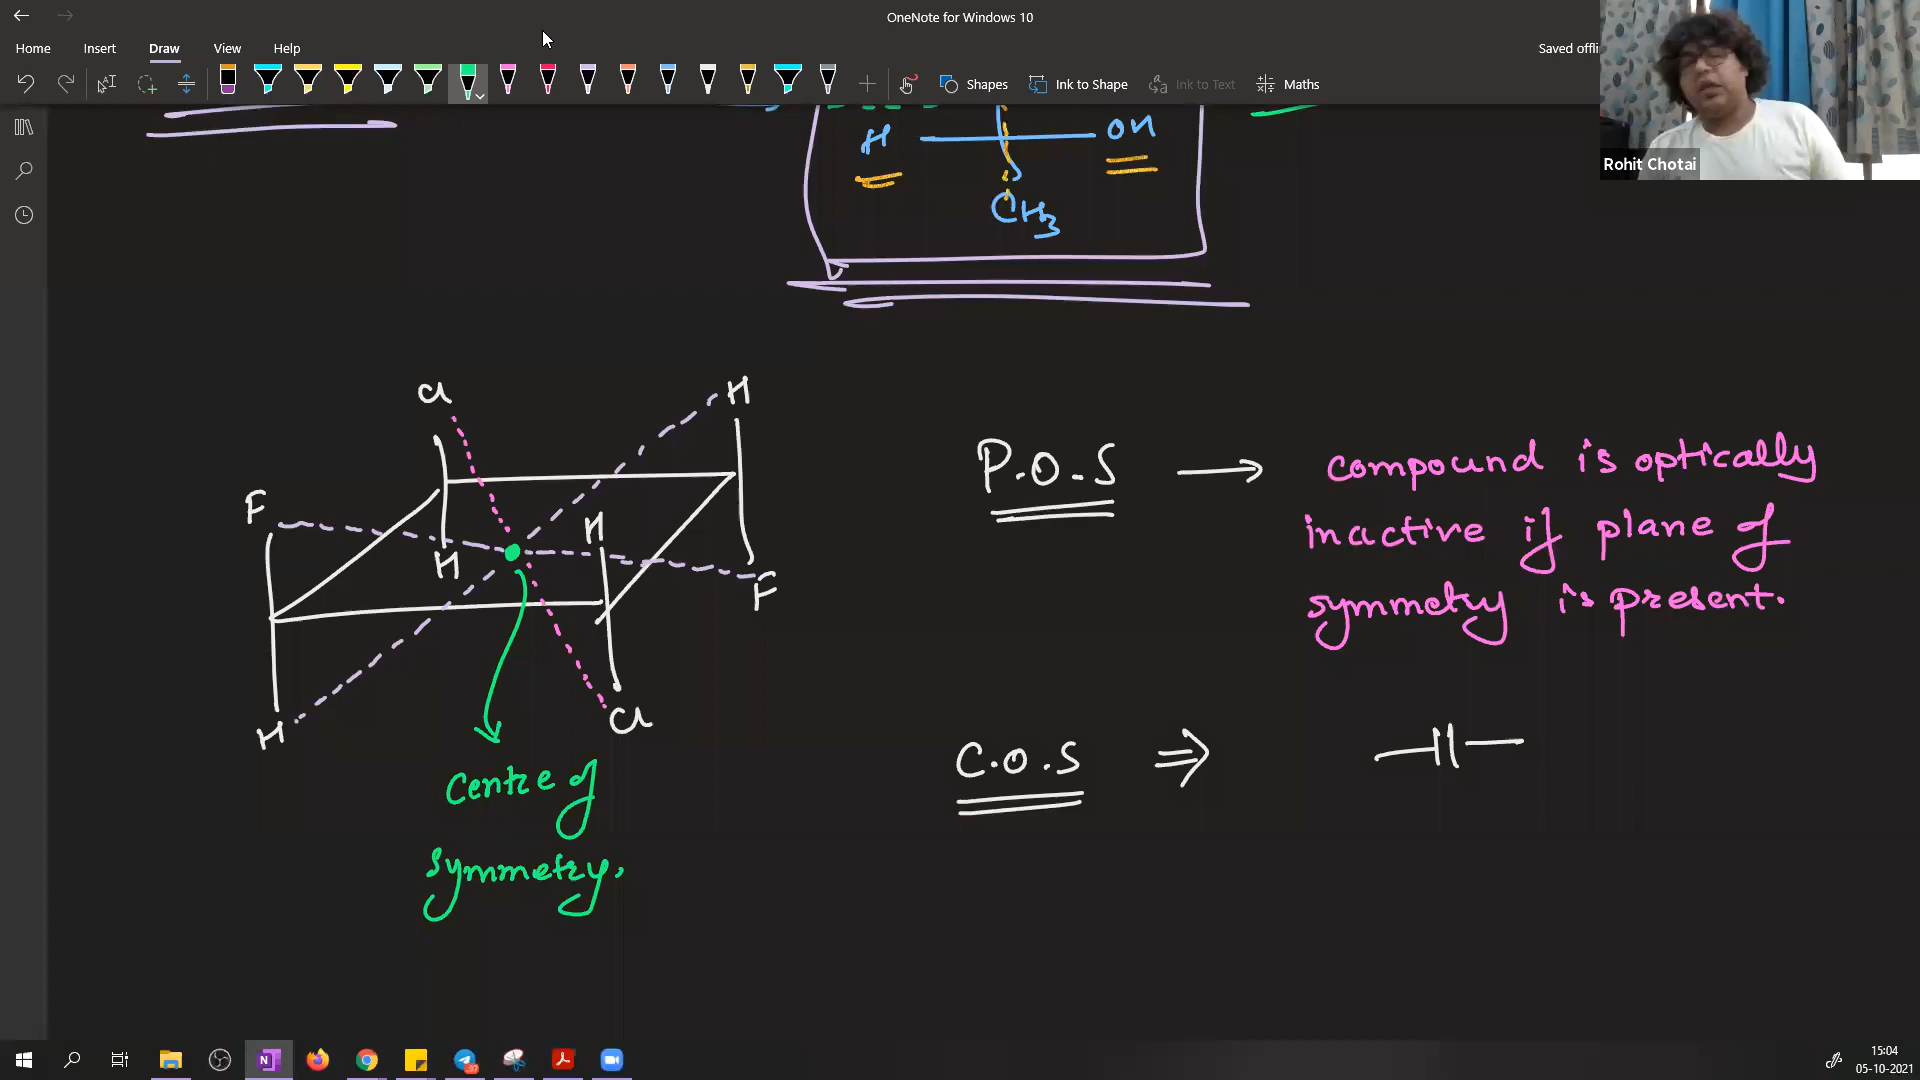 OneNote for Windows 10
Home Insert Draw View Help
Saved offli
Shapes Ink to Shape Ink to Text Maths
Rohit Chotai
H OH
CH3
Cl H
F H H F
H Cl
Centre of
symmetry.
P.O.S → compound is optically
inactive if plane of
symmetry is present.
C.O.S ⇒ —||—
15:04
05-10-2021